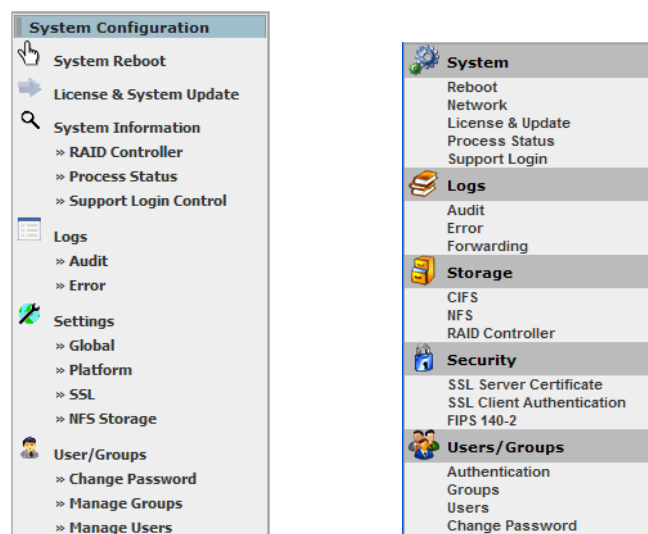 System Configuration
System Reboot
License & System Update
System Information
» RAID Controller
» Process Status
» Support Login Control
Logs
» Audit
» Error
Settings
» Global
» Platform
» SSL
» NFS Storage
User/Groups
» Change Password
» Manage Groups
» Manage Users
System
Reboot
Network
License & Update
Process Status
Support Login
Logs
Audit
Error
Forwarding
Storage
CIFS
NFS
RAID Controller
Security
SSL Server Certificate
SSL Client Authentication
FIPS 140-2
Users/Groups
Authentication
Groups
Users
Change Password